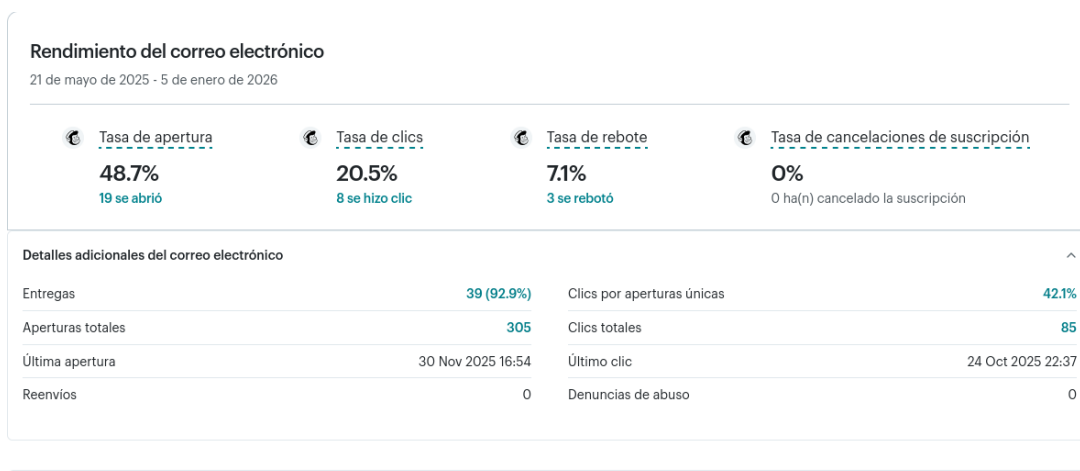 Rendimiento del correo electrónico
21 de mayo de 2025 - 5 de enero de 2026
Tasa de apertura
48.7%
19 se abrió
Tasa de clics
20.5%
8 se hizo clic
Tasa de rebote
7.1%
3 se rebotó
Tasa de cancelaciones de suscripción
0%
0 ha(n) cancelado la suscripción
Detalles adicionales del correo electrónico
Entregas 39 (92.9%)
Aperturas totales 305
Última apertura 30 Nov 2025 16:54
Reenvíos 0
Clics por aperturas únicas 42.1%
Clics totales 85
Último clic 24 Oct 2025 22:37
Denuncias de abuso 0